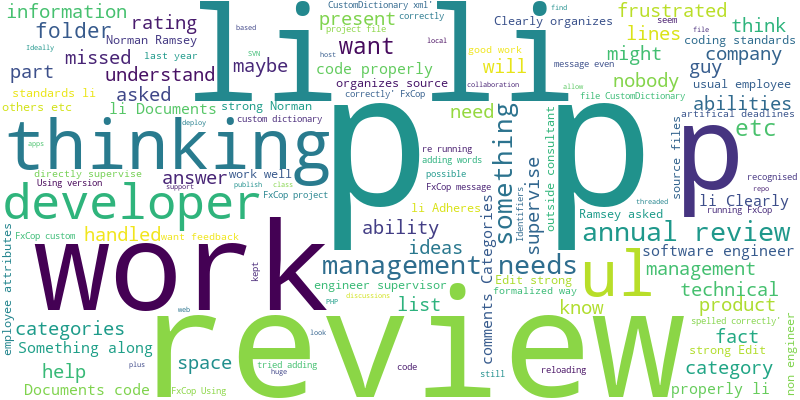 information
folder
part
rating
Norman Ramsey
missed
last year
understand
standards li
asked
others etc
li Documents
li
li
CustomDictionary xml'
based
correctly
project file
present
want
maybe
SVN
local
code properly
organizes source
Ideally
host
correctly' FxCop
collaboration
strong Norman
custom dictionary
deploy
Clearly organizes
find
seem
file
good work
will
message even
allow
file CustomDictionary
frustrated
lines
think
coding standards
might
company
guy
nobody
usual employee
abilities
artifical deadlines
etc
need
thinking
p
p
p
apps
directly supervise
work well
Using version
support
answer
publish
class
FxCop project
re running
adding words
possible
FxCop message
something
supervise
outside consultant
source files
recognised
repo
li Clearly
running FxCop
developer
ability
li Adheres
Identifiers
Ramsey asked
threaded
annual review
FxCop custom
handled
want feedback
ideas
management
needs
software engineer
work
kept
engineer supervisor
formalized way
Edit strong
ul
management
technical
employee attributes
web
PHP
discussions
list
comments Categories
know
product
categories
Something along
space
look
code
still
fact
spelled correctly'
strong Edit
help
plus
huge
tried adding
reloading
category
Documents code
FxCop Using
review
properly li
non engineer